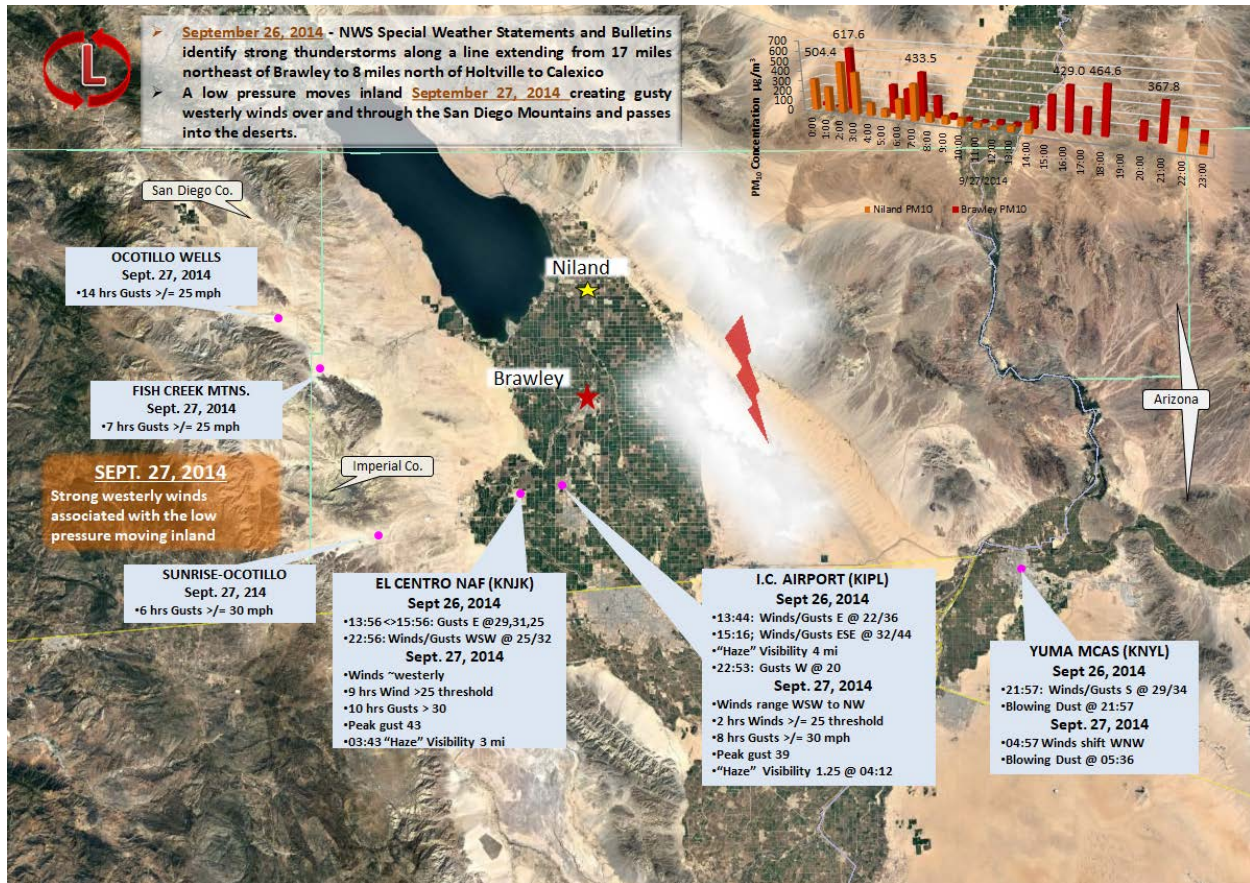 L
➢ September 26, 2014 - NWS Special Weather Statements and Bulletins
identify strong thunderstorms along a line extending from 17 miles
northeast of Brawley to 8 miles north of Holtville to Calexico
➢ A low pressure moves inland September 27, 2014 creating gusty
westerly winds over and through the San Diego Mountains and passes
into the deserts.
PM10 Concentration µg/m³
700
600
500
400
300
200
100
0
504.4
617.6
433.5
429.0
464.6
367.8
0:00
1:00
2:00
3:00
4:00
5:00
6:00
7:00
8:00
9:00
10:00
11:00
12:00
13:00
14:00
15:00
16:00
17:00
18:00
19:00
20:00
21:00
22:00
23:00
9/27/2014
Niland PM10
Brawley PM10
San Diego Co.
OCOTILLO WELLS
Sept. 27, 2014
•14 hrs Gusts >/= 25 mph
Niland
FISH CREEK MTNS.
Sept. 27, 2014
•7 hrs Gusts >/= 25 mph
Brawley
Arizona
Imperial Co.
SEPT. 27, 2014
Strong westerly winds
associated with the low
pressure moving inland
SUNRISE-OCOTILLO
Sept. 27, 214
•6 hrs Gusts >/= 30 mph
EL CENTRO NAF (KNJK)
Sept 26, 2014
•13:56<>15:56: Gusts E @29,31,25
•22:56: Winds/Gusts WSW @ 25/32
Sept. 27, 2014
•Winds ~westerly
•9 hrs Wind >25 threshold
•10 hrs Gusts > 30
•Peak gust 43
•03:43 “Haze” Visibility 3 mi
I.C. AIRPORT (KIPL)
Sept 26, 2014
•13:44: Winds/Gusts E @ 22/36
•15:16; Winds/Gusts ESE @ 32/44
•“Haze” Visibility 4 mi
•22:53: Gusts W @ 20
Sept. 27, 2014
•Winds range WSW to NW
•2 hrs Winds >/= 25 threshold
•8 hrs Gusts >/= 30 mph
•Peak gust 39
•“Haze” Visibility 1.25 @ 04:12
YUMA MCAS (KNYL)
Sept 26, 2014
•21:57: Winds/Gusts S @ 29/34
•Blowing Dust @ 21:57
Sept. 27, 2014
•04:57 Winds shift WNW
•Blowing Dust @ 05:36